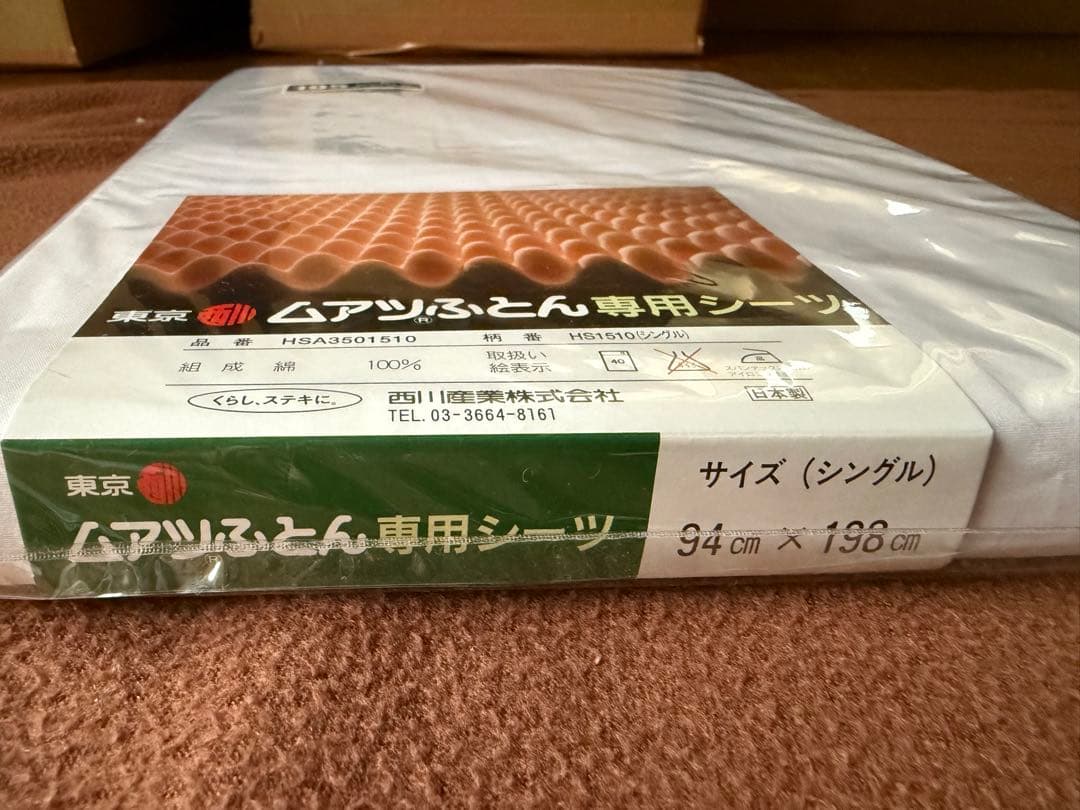 東京 西川 ムアツふとん 専用シーツ
品番 HSA3501510 柄番 HS1510(シングル)
組成 綿 100% 取扱い絵表示 40
くらし、ステキに。 西川産業株式会社 日本製
TEL. 03-3664-8161
東京 西川
サイズ (シングル)
ムアツふとん 専用シーツ
94cm × 198cm